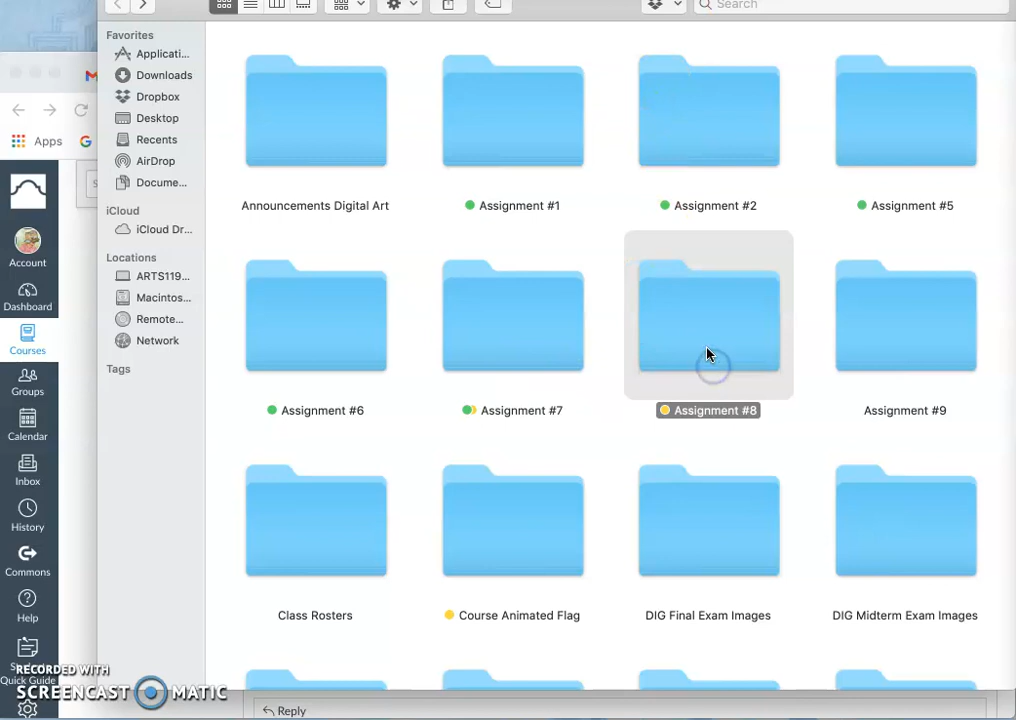 Search
Favorites
Applicati...
Downloads
Dropbox
Desktop
Recents
AirDrop
Docume...
iCloud
iCloud Dr...
Locations
ARTS119...
Macintos...
Remote...
Network
Tags
Announcements Digital Art
Assignment #1
Assignment #2
Assignment #5
Assignment #6
Assignment #7
Assignment #8
Assignment #9
Class Rosters
Course Animated Flag
DIG Final Exam Images
DIG Midterm Exam Images
Apps
Account
Dashboard
Courses
Groups
Calendar
Inbox
History
Commons
Help
Quick Guide
RECORDED WITH
SCREENCAST MATIC
Reply